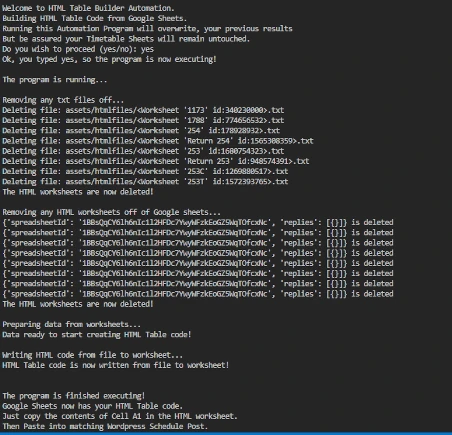 Welcome to HTML Table Builder Automation.
Building HTML Table Code from Google Sheets.
Running this Automation Program will overwrite, your previous results
But be assured your Timetable Sheets will remain untouched.
Do you wish to proceed (yes/no): yes
Ok, you typed yes, so the program is now executing!
The program is running...
Removing any txt files off...
Deleting file: assets/htmlfiles/<Worksheet '1173' id:340230000>.txt
Deleting file: assets/htmlfiles/<Worksheet '1788' id:774656532>.txt
Deleting file: assets/htmlfiles/<Worksheet '254' id:178928932>.txt
Deleting file: assets/htmlfiles/<Worksheet 'Return 254' id:1565308359>.txt
Deleting file: assets/htmlfiles/<Worksheet '253' id:1680754323>.txt
Deleting file: assets/htmlfiles/<Worksheet 'Return 253' id:948574391>.txt
Deleting file: assets/htmlfiles/<Worksheet '253C' id:1269880517>.txt
Deleting file: assets/htmlfiles/<Worksheet '253T' id:1572393765>.txt
The HTML worksheets are now deleted!
Removing any HTML worksheets off of Google sheets...
{'spreadsheetId': '1BBsQqCY6lh6nIc1l2HFDc7YwyWFzkEoGZ5WqTOfcxNc', 'replies': [{}]} is deleted
{'spreadsheetId': '1BBsQqCY6lh6nIc1l2HFDc7YwyWFzkEoGZ5WqTOfcxNc', 'replies': [{}]} is deleted
{'spreadsheetId': '1BBsQqCY6lh6nIc1l2HFDc7YwyWFzkEoGZ5WqTOfcxNc', 'replies': [{}]} is deleted
{'spreadsheetId': '1BBsQqCY6lh6nIc1l2HFDc7YwyWFzkEoGZ5WqTOfcxNc', 'replies': [{}]} is deleted
{'spreadsheetId': '1BBsQqCY6lh6nIc1l2HFDc7YwyWFzkEoGZ5WqTOfcxNc', 'replies': [{}]} is deleted
{'spreadsheetId': '1BBsQqCY6lh6nIc1l2HFDc7YwyWFzkEoGZ5WqTOfcxNc', 'replies': [{}]} is deleted
{'spreadsheetId': '1BBsQqCY6lh6nIc1l2HFDc7YwyWFzkEoGZ5WqTOfcxNc', 'replies': [{}]} is deleted
{'spreadsheetId': '1BBsQqCY6lh6nIc1l2HFDc7YwyWFzkEoGZ5WqTOfcxNc', 'replies': [{}]} is deleted
The HTML worksheets are now deleted!
Preparing data from worksheets...
Data ready to start creating HTML Table code!
Writing HTML code from file to worksheet...
HTML Table Code is now written from file to worksheet!
The program is finished executing!
Google Sheets now has your HTML Table code.
Just copy the contents of Cell A1 in the HTML worksheet.
Then Paste into matching Wordpress Schedule Post.